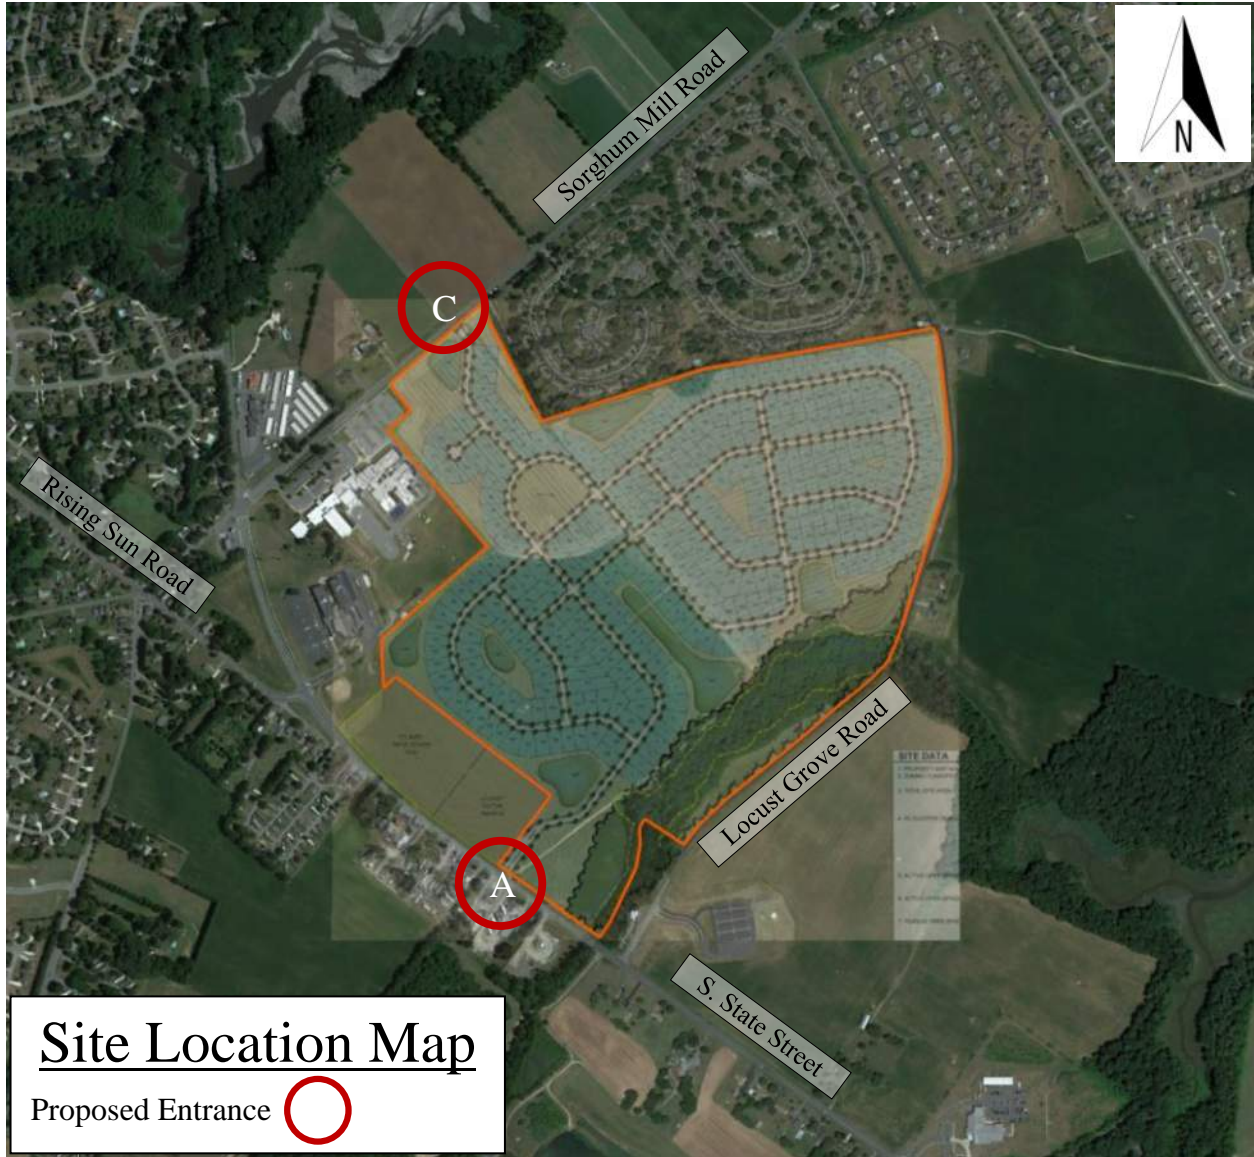 N
Sorghum Mill Road
C
Rising Sun Road
Locust Grove Road
SITE DATA
A
S. State Street
Site Location Map
Proposed Entrance